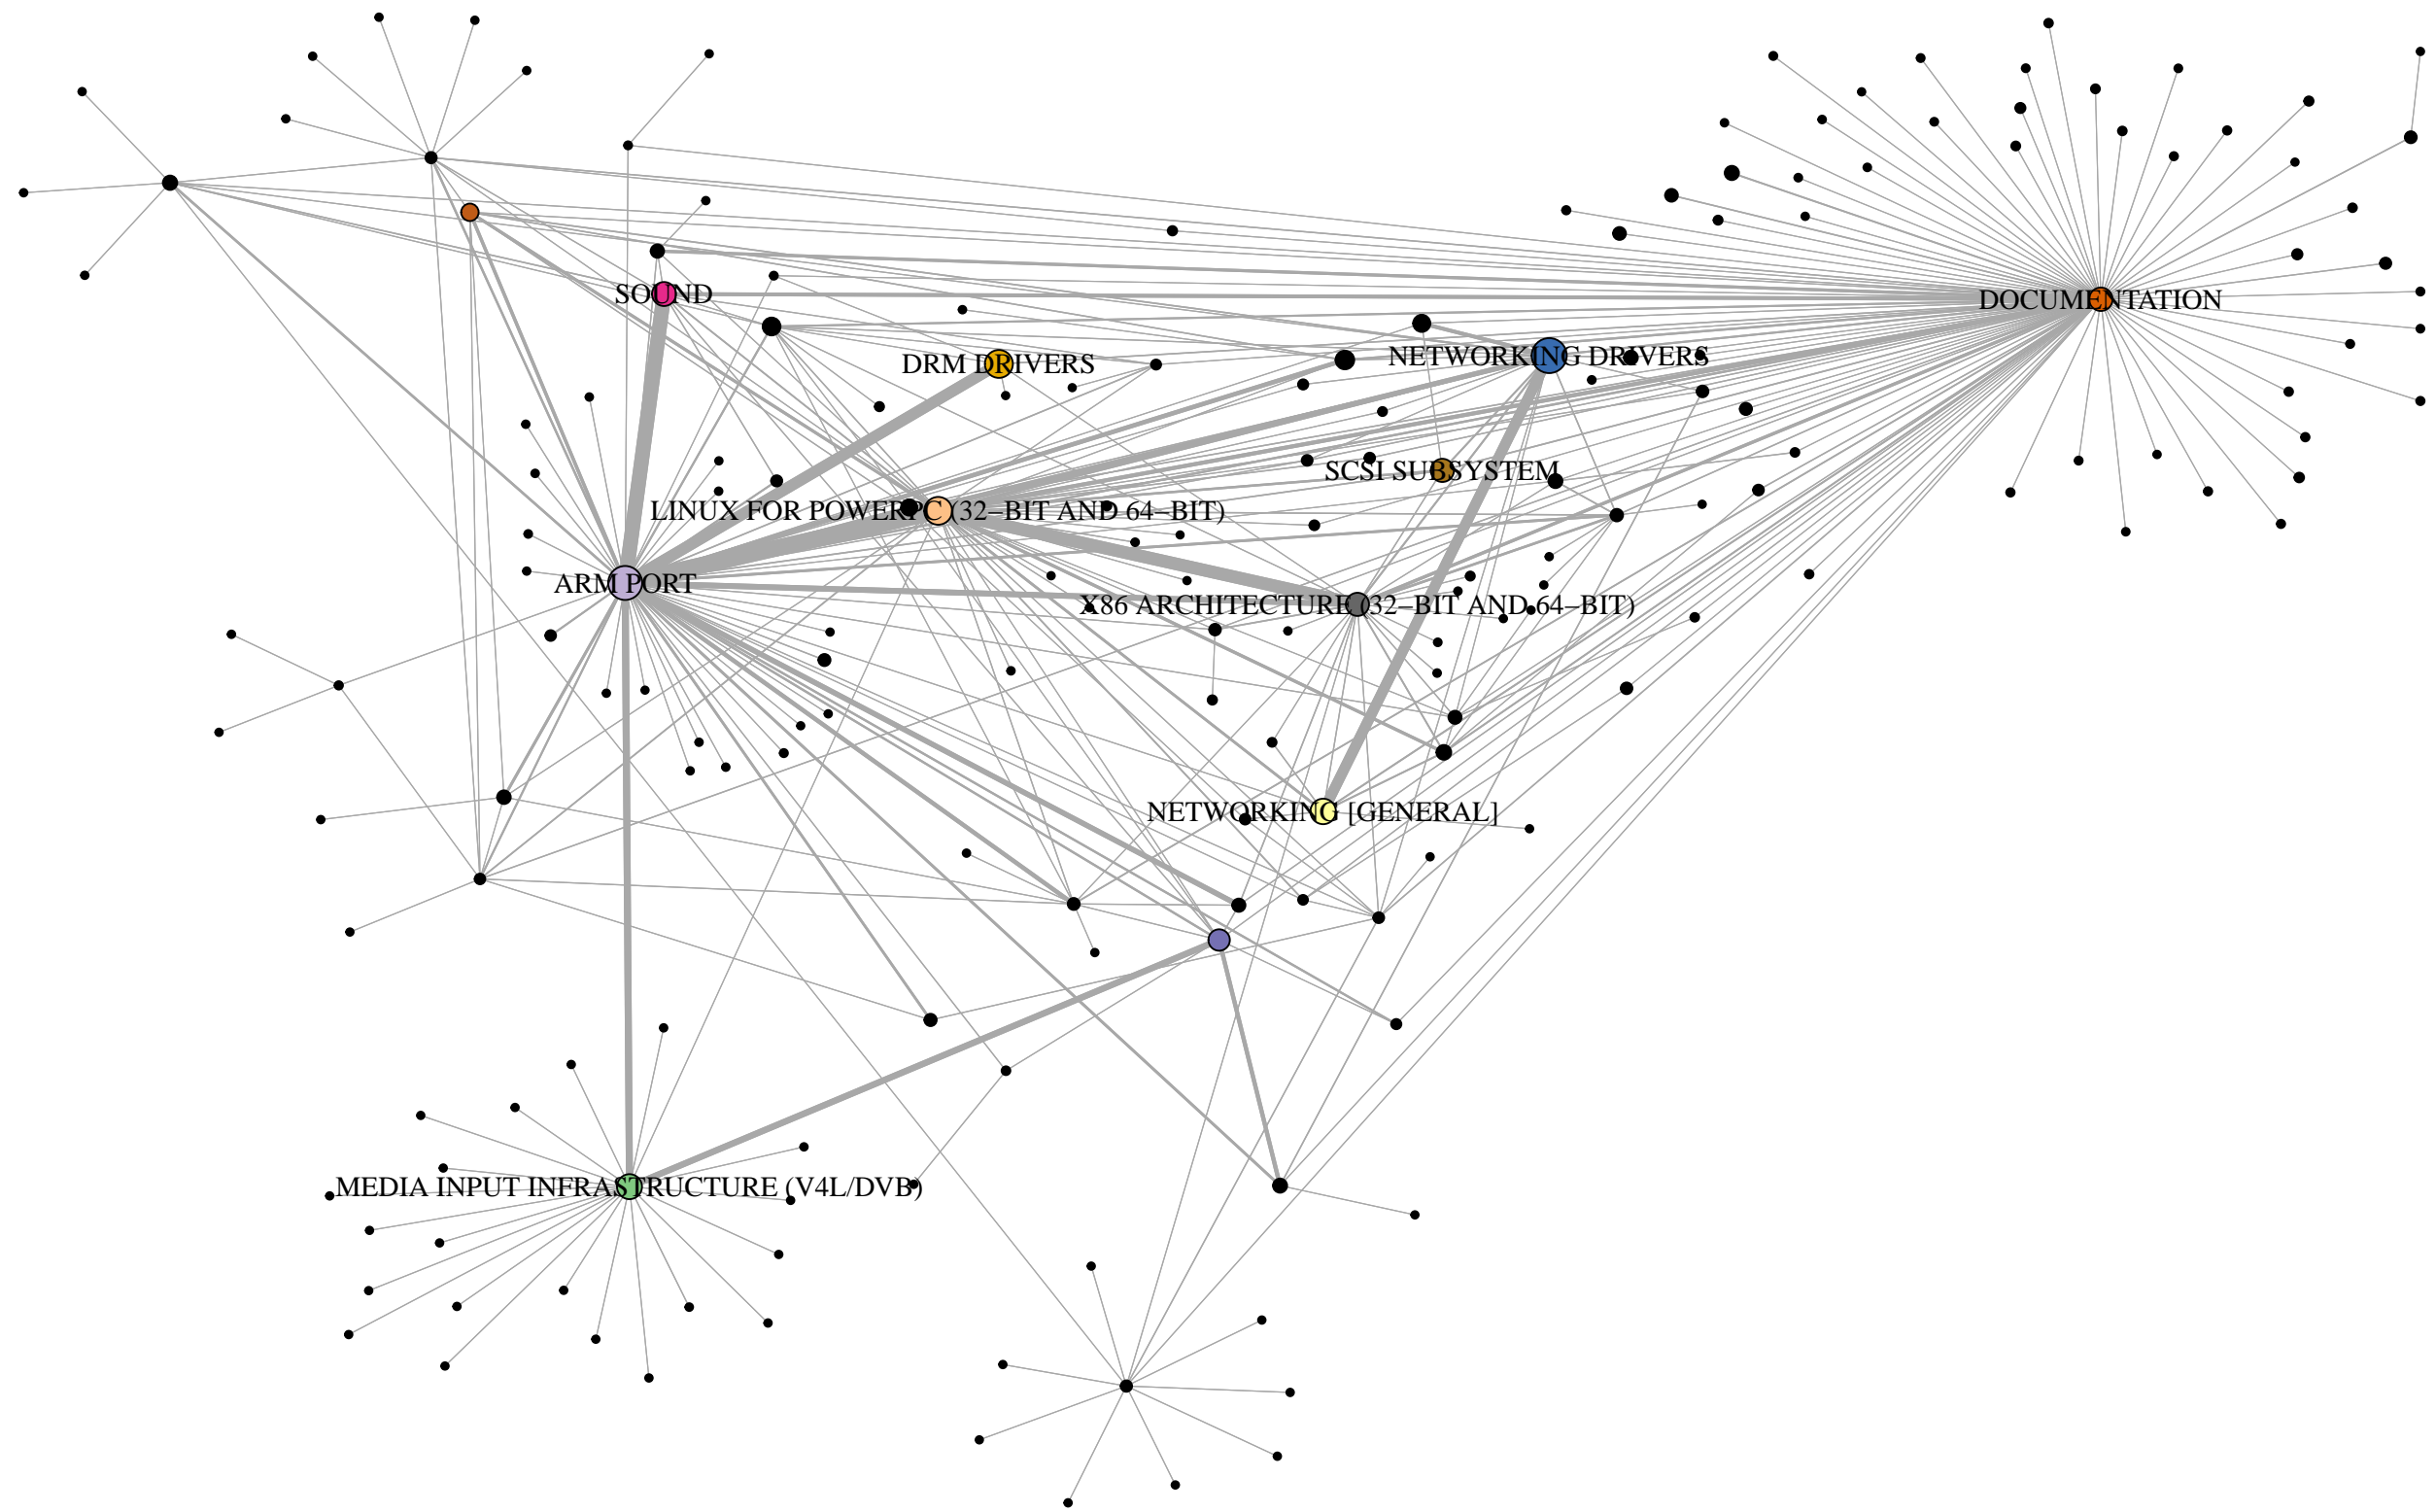 SOUND
DOCUMENTATION
DRM DRIVERS
NETWORKING DRIVERS
SCSI SUBSYSTEM
LINUX FOR POWERPC (32−BIT AND 64−BIT)
ARM PORT
X86 ARCHITECTURE (32−BIT AND 64−BIT)
NETWORKING [GENERAL]
MEDIA INPUT INFRASTRUCTURE (V4L/DVB)